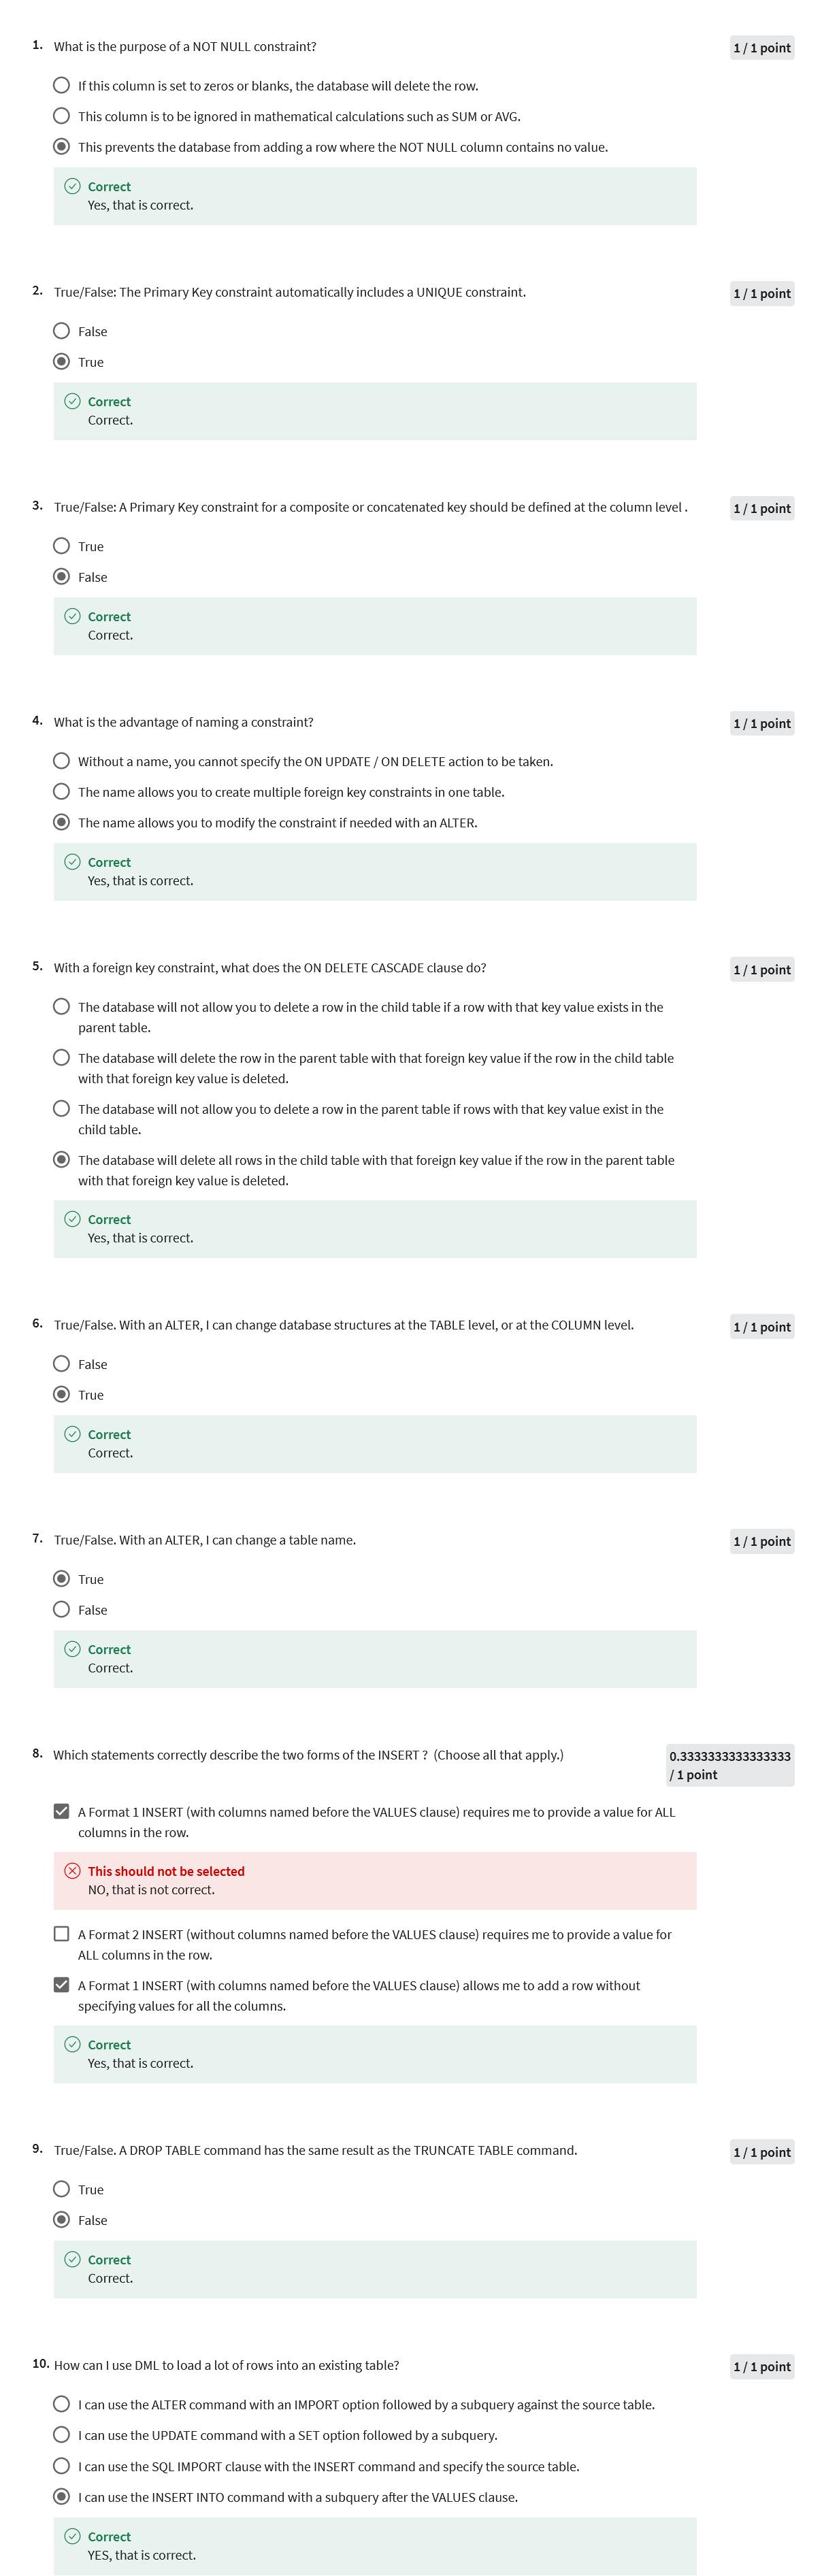 1. What is the purpose of a NOT NULL constraint?
1 / 1 point
If this column is set to zeros or blanks, the database will delete the row.
This column is to be ignored in mathematical calculations such as SUM or AVG.
This prevents the database from adding a row where the NOT NULL column contains no value.
Correct
Yes, that is correct.
2. True/False: The Primary Key constraint automatically includes a UNIQUE constraint.
1 / 1 point
False
True
Correct
Correct.
3. True/False: A Primary Key constraint for a composite or concatenated key should be defined at the column level .
1 / 1 point
True
False
Correct
Correct.
4. What is the advantage of naming a constraint?
1 / 1 point
Without a name, you cannot specify the ON UPDATE / ON DELETE action to be taken.
The name allows you to create multiple foreign key constraints in one table.
The name allows you to modify the constraint if needed with an ALTER.
Correct
Yes, that is correct.
5. With a foreign key constraint, what does the ON DELETE CASCADE clause do?
1 / 1 point
The database will not allow you to delete a row in the child table if a row with that key value exists in the
parent table.
The database will delete the row in the parent table with that foreign key value if the row in the child table
with that foreign key value is deleted.
The database will not allow you to delete a row in the parent table if rows with that key value exist in the
child table.
The database will delete all rows in the child table with that foreign key value if the row in the parent table
with that foreign key value is deleted.
Correct
Yes, that is correct.
6. True/False. With an ALTER, I can change database structures at the TABLE level, or at the COLUMN level.
1 / 1 point
False
True
Correct
Correct.
7. True/False. With an ALTER, I can change a table name.
1 / 1 point
True
False
Correct
Correct.
8. Which statements correctly describe the two forms of the INSERT ? (Choose all that apply.)
0.3333333333333333
/ 1 point
A Format 1 INSERT (with columns named before the VALUES clause) requires me to provide a value for ALL
columns in the row.
This should not be selected
NO, that is not correct.
A Format 2 INSERT (without columns named before the VALUES clause) requires me to provide a value for
ALL columns in the row.
A Format 1 INSERT (with columns named before the VALUES clause) allows me to add a row without
specifying values for all the columns.
Correct
Yes, that is correct.
9. True/False. A DROP TABLE command has the same result as the TRUNCATE TABLE command.
1 / 1 point
True
False
Correct
Correct.
10. How can I use DML to load a lot of rows into an existing table?
1 / 1 point
I can use the ALTER command with an IMPORT option followed by a subquery against the source table.
I can use the UPDATE command with a SET option followed by a subquery.
I can use the SQL IMPORT clause with the INSERT command and specify the source table.
I can use the INSERT INTO command with a subquery after the VALUES clause.
Correct
YES, that is correct.